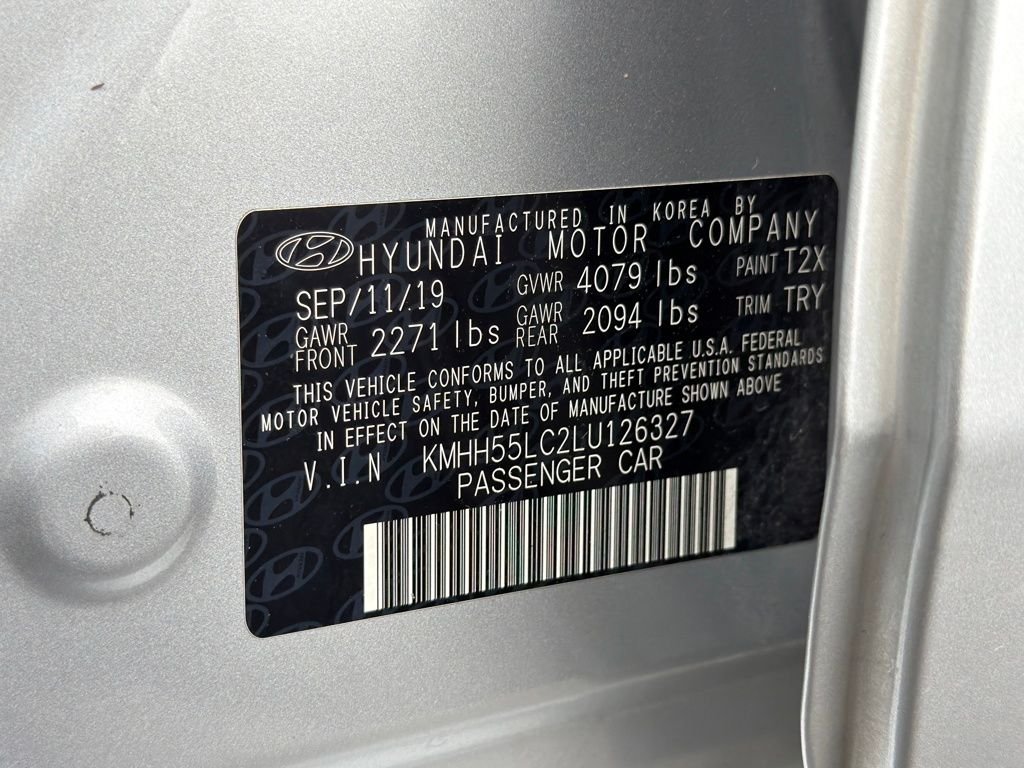 MANUFACTURED IN KOREA BY
HYUNDAI MOTOR COMPANY
SEP/11/19 GVWR 4079 lbs PAINT T2X
GAWR FRONT 2271 lbs GAWR REAR 2094 lbs TRIM TRY
THIS VEHICLE CONFORMS TO ALL APPLICABLE U.S.A. FEDERAL
MOTOR VEHICLE SAFETY, BUMPER, AND THEFT PREVENTION STANDARDS
IN EFFECT ON THE DATE OF MANUFACTURE SHOWN ABOVE
V.I.N KMHH55LC2LU126327
PASSENGER CAR